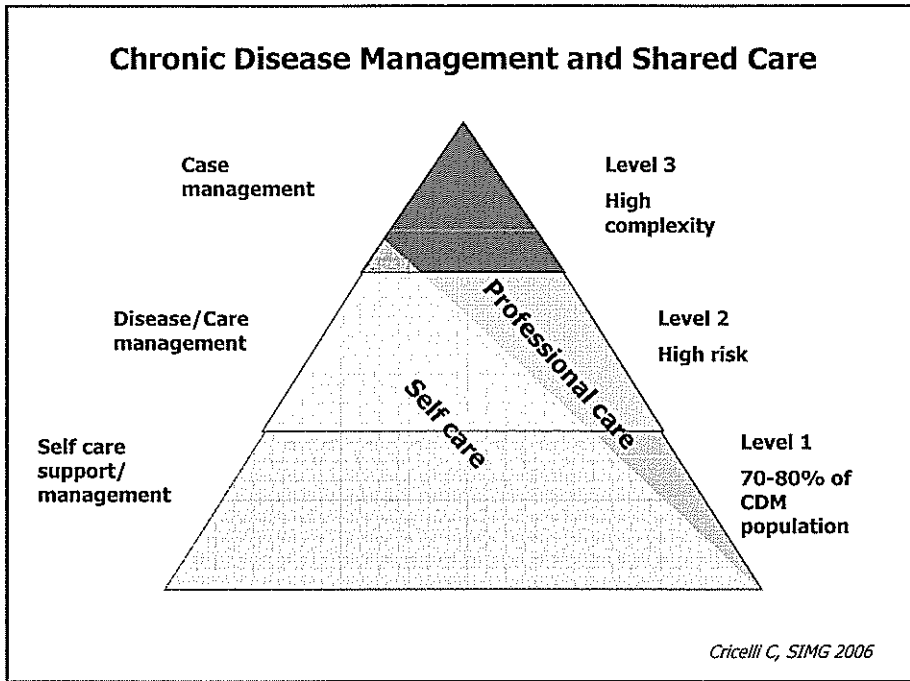 Chronic Disease Management and Shared Care
Case
management
Level 3
High
complexity
Disease/Care
management
Professional care
Level 2
High risk
Self care
Self care
support/
management
Level 1
70-80% of
CDM
population
Cricelli C, SIMG 2006